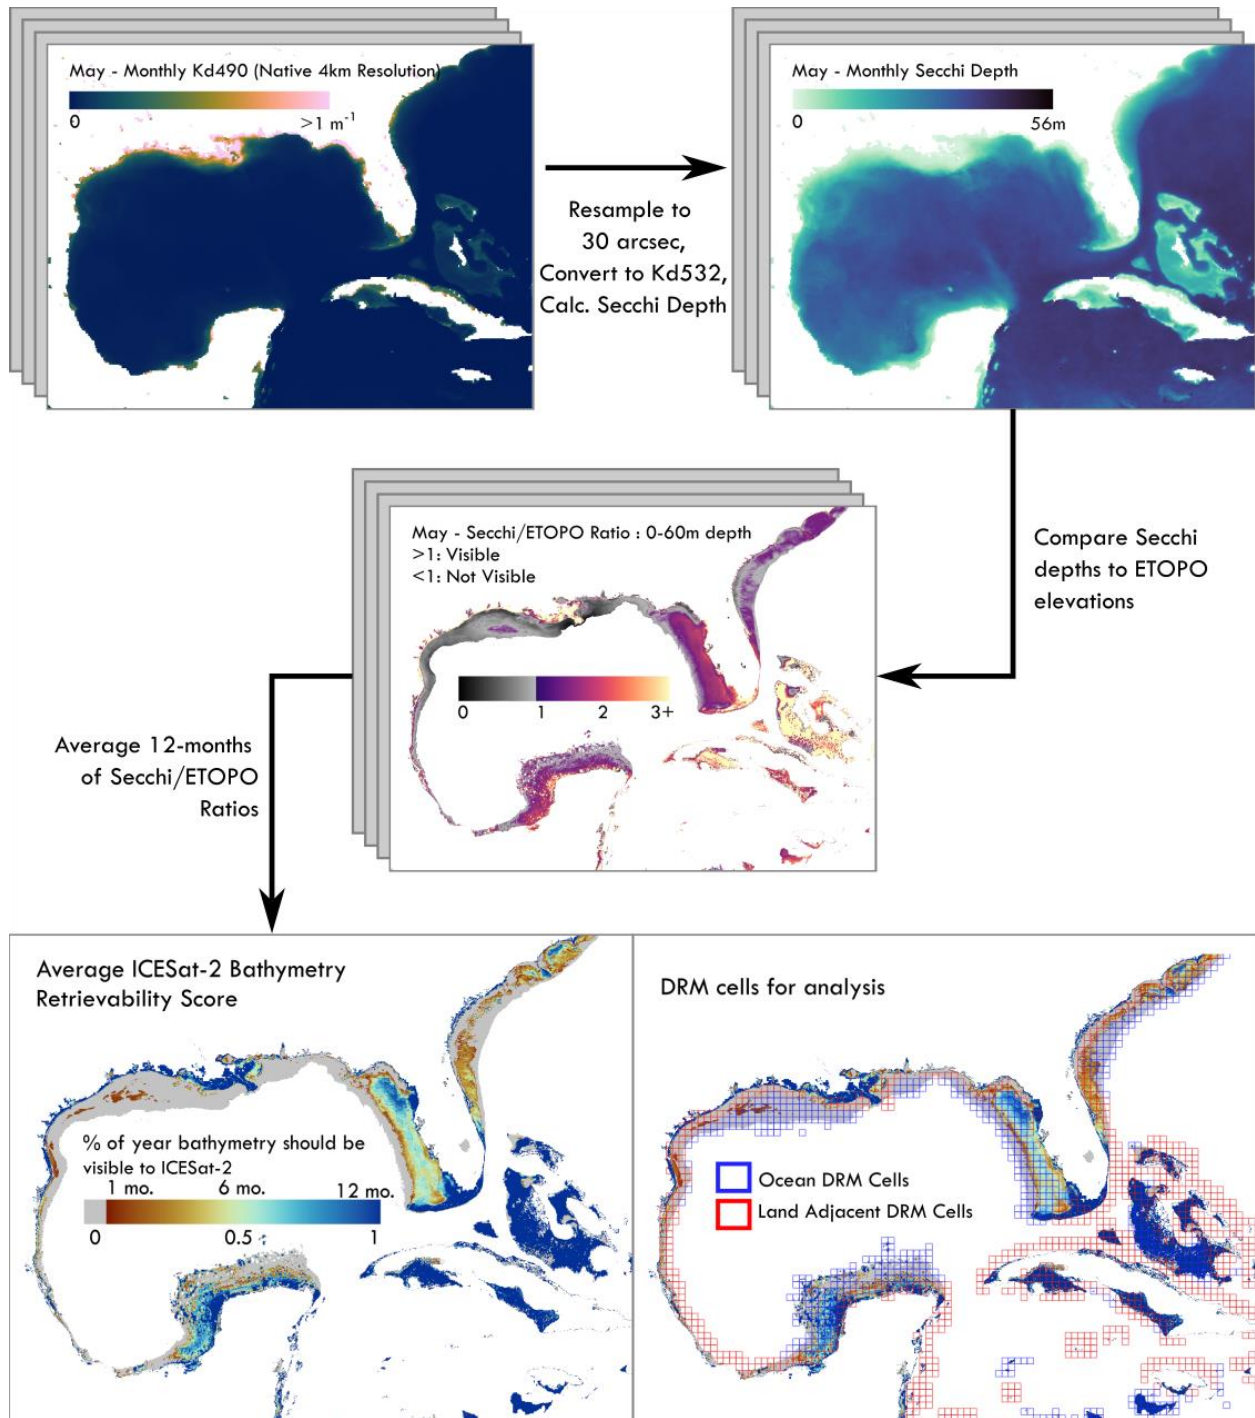 May - Monthly Kd490 (Native 4km Resolution)
0
>1 m⁻¹
Resample to
30 arcsec,
Convert to Kd532,
Calc. Secchi Depth
May - Monthly Secchi Depth
0
56m
Compare Secchi
depths to ETOPO
elevations
May - Secchi/ETOPO Ratio : 0-60m depth
>1: Visible
<1: Not Visible
0 1 2 3+
Average 12-months
of Secchi/ETOPO
Ratios
Average ICESat-2 Bathymetry
Retrievability Score
% of year bathymetry should be
visible to ICESat-2
1 mo. 6 mo. 12 mo.
0 0.5 1
DRM cells for analysis
Ocean DRM Cells
Land Adjacent DRM Cells